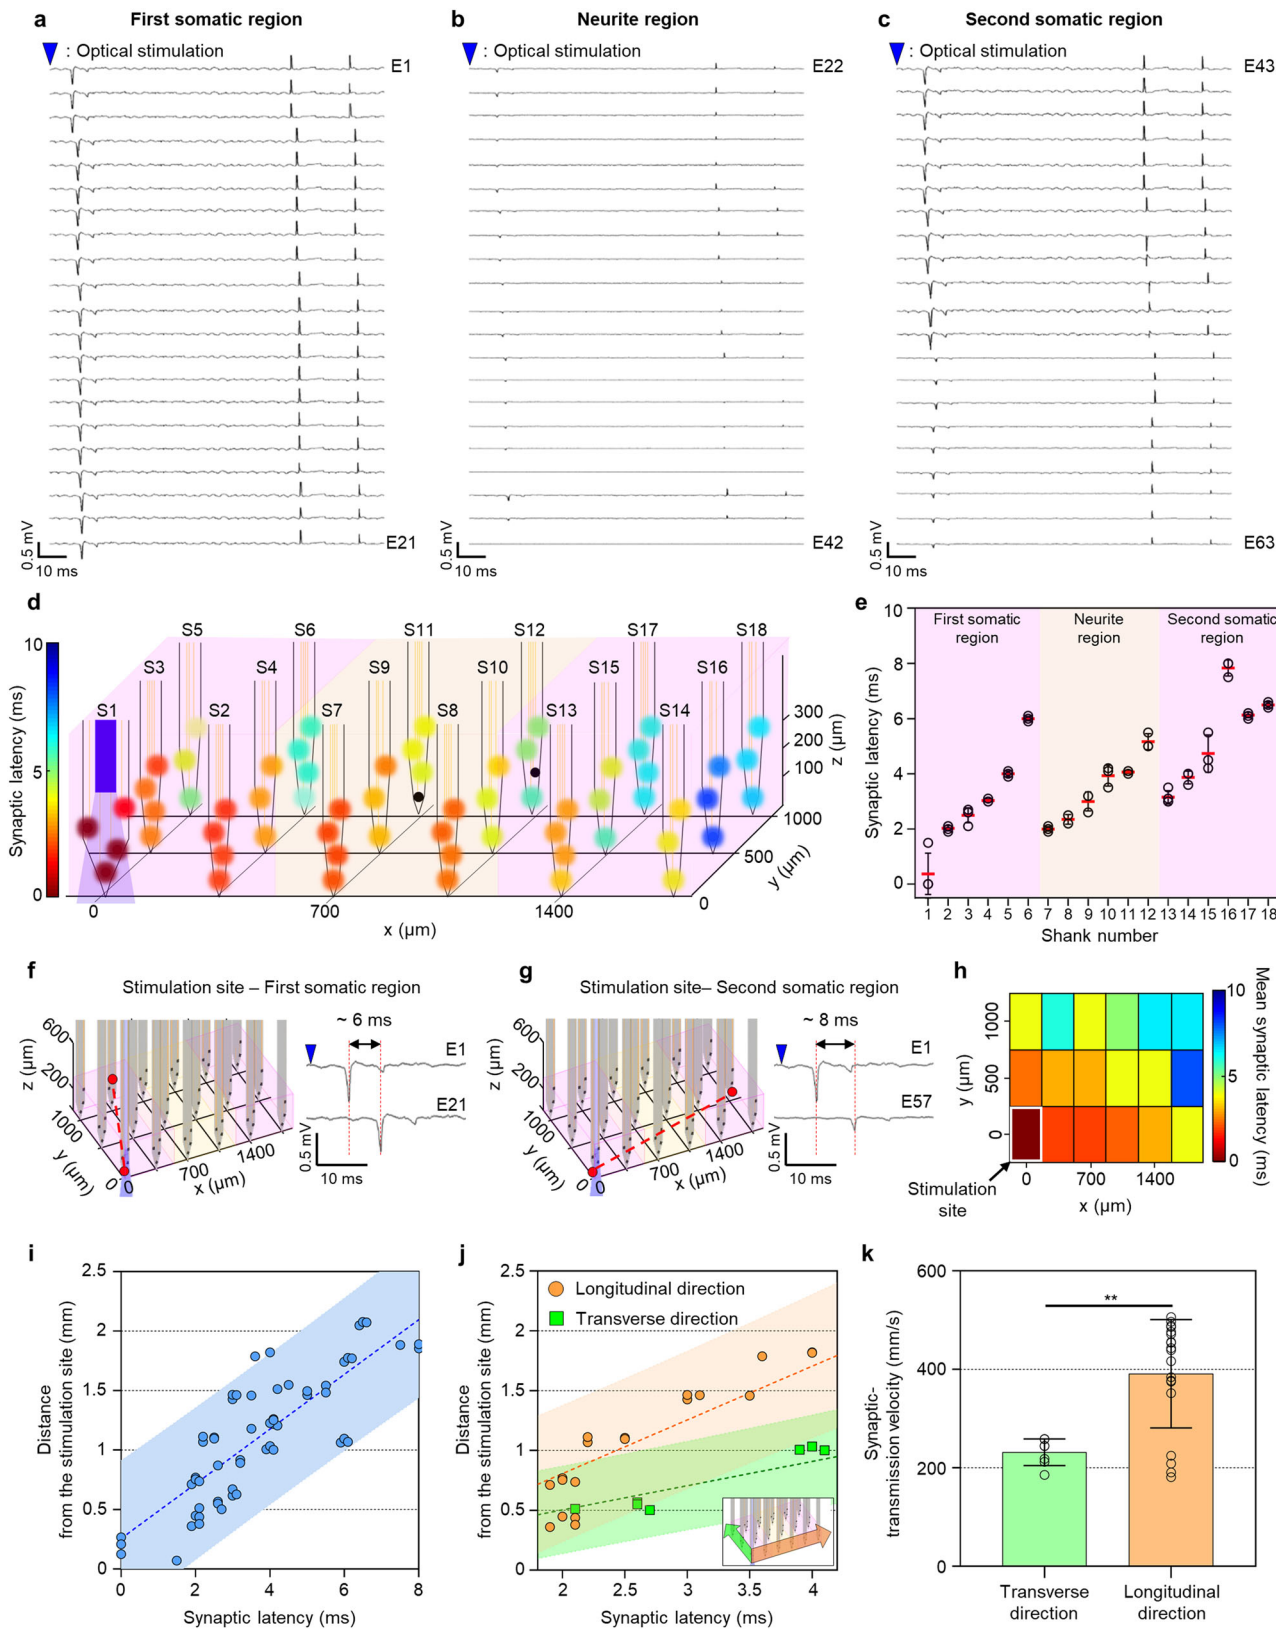 a First somatic region
: Optical stimulation
E1
E21
0.5 mV
10 ms
b Neurite region
: Optical stimulation
E22
E42
0.5 mV
10 ms
c Second somatic region
: Optical stimulation
E43
E63
0.5 mV
10 ms
d
Synaptic latency (ms)
10
5
0
S5 S6 S11 S12 S17 S18
S3 S4 S9 S10 S15 S16
S1 S2 S7 S8 S13 S14
300
200
100
z (µm)
1000
500
0
y (µm)
0 700 1400
x (µm)
e
First somatic region
Neurite region
Second somatic region
Synaptic latency (ms)
10
8
6
4
2
0
1 2 3 4 5 6 7 8 9 10 11 12 13 14 15 16 17 18
Shank number
f
Stimulation site – First somatic region
600
200
z (µm)
1000
0
y (µm)
0 700 1400
x (µm)
~ 6 ms
E1
E21
0.5 mV
10 ms
g
Stimulation site– Second somatic region
600
200
z (µm)
1000
0
y (µm)
0 700 1400
x (µm)
~ 8 ms
E1
E57
0.5 mV
10 ms
h
y (µm)
1000
500
0
0 700 1400
x (µm)
Stimulation site
10
0
Mean synaptic latency (ms)
i
Distance
from the stimulation site (mm)
2.5
2
1.5
1
0.5
0
0 2 4 6 8
Synaptic latency (ms)
j
Distance
from the stimulation site (mm)
2.5
2
1.5
1
0.5
0
Longitudinal direction
Transverse direction
2 2.5 3 3.5 4
Synaptic latency (ms)
k
Synaptic-
transmission velocity (mm/s)
600
400
200
0
**
Transverse direction
Longitudinal direction